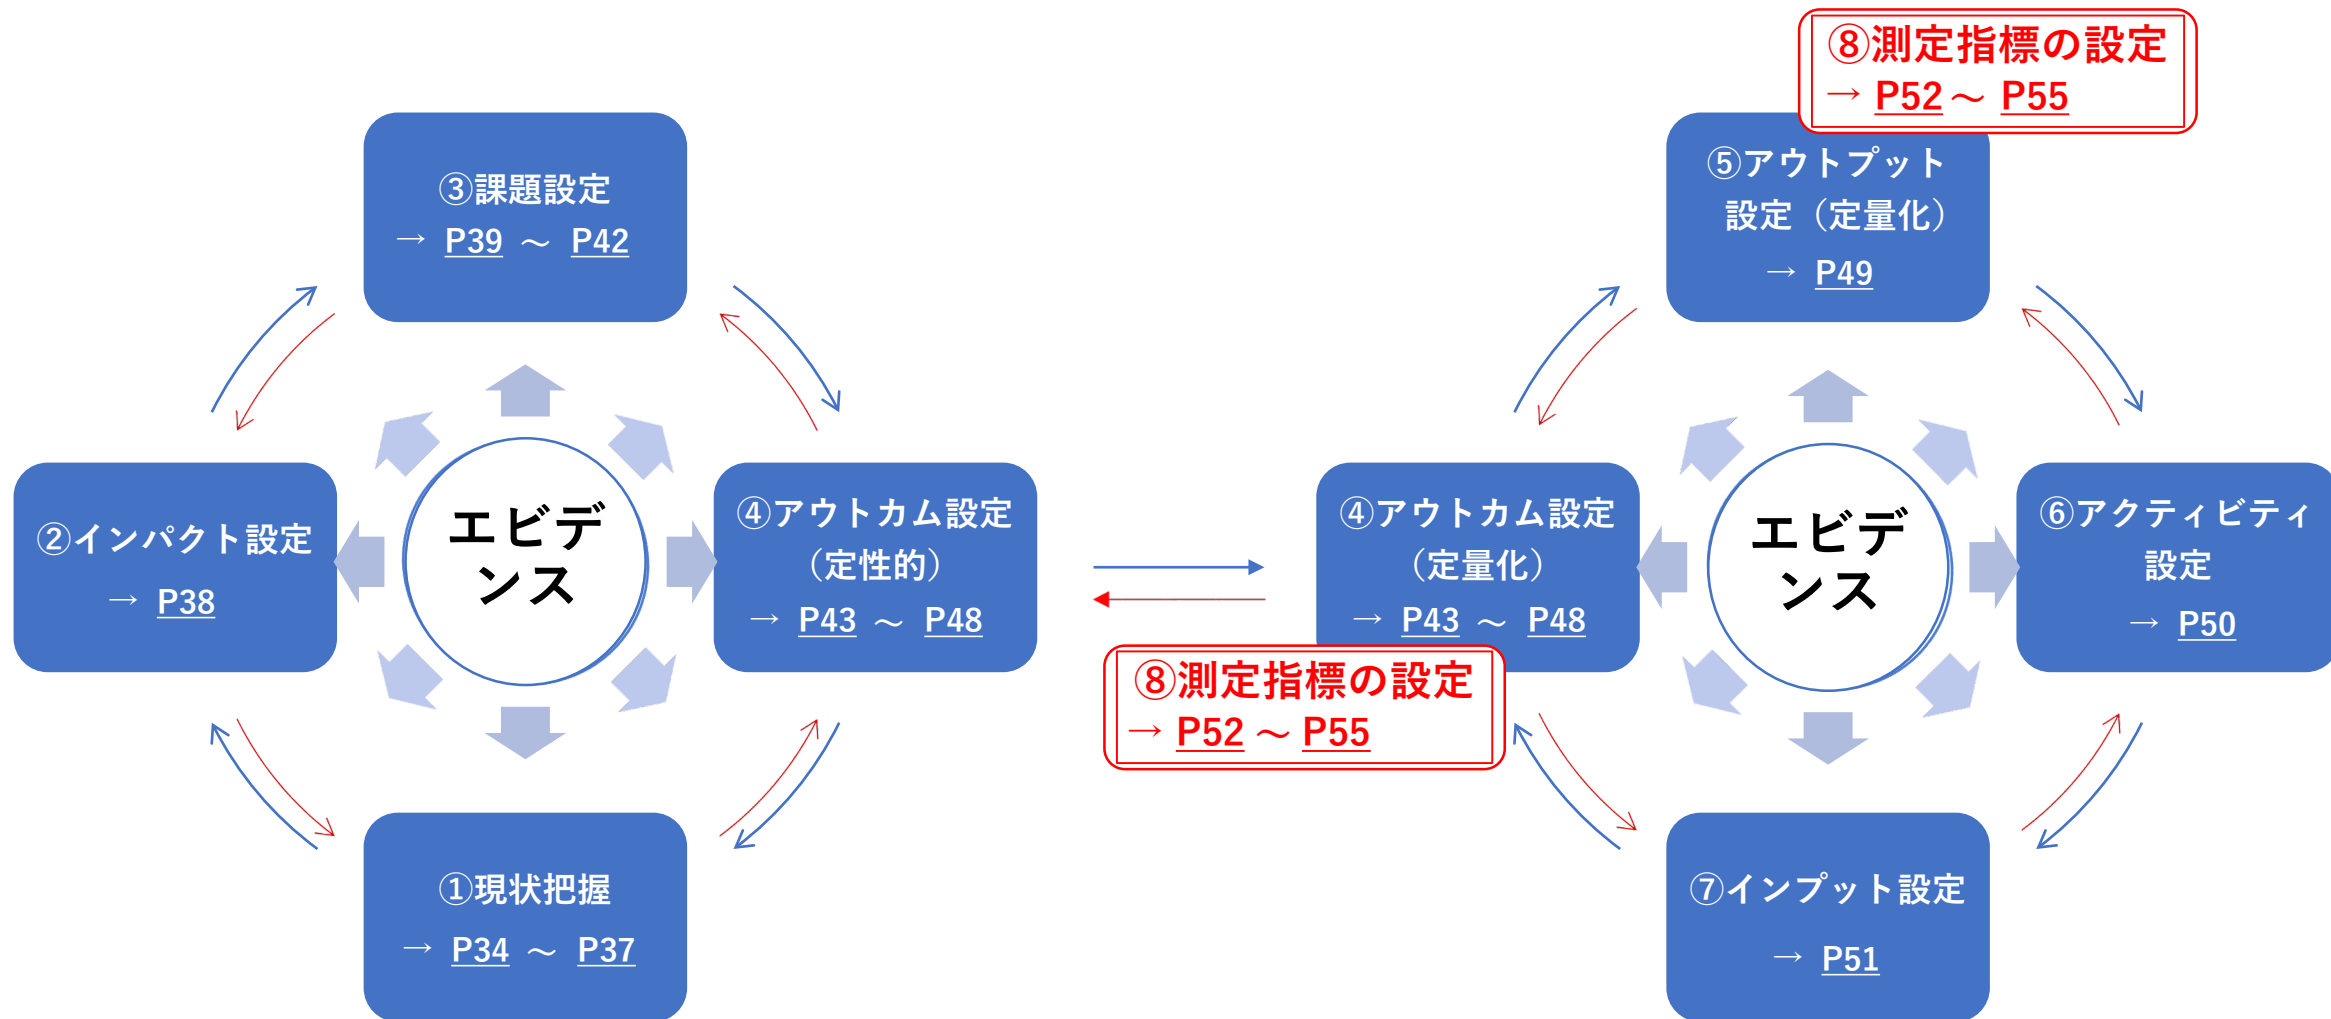 ③課題設定
→ P39 ～ P42
②インパクト設定
→ P38
エビデ
ンス
④アウトカム設定
（定性的）
→ P43 ～ P48
①現状把握
→ P34 ～ P37
⑧測定指標の設定
→ P52～ P55
⑤アウトプット
設定（定量化）
→ P49
④アウトカム設定
（定量化）
→ P43 ～ P48
⑧測定指標の設定
→ P52～ P55
エビデ
ンス
⑥アクティビティ
設定
→ P50
⑦インプット設定
→ P51